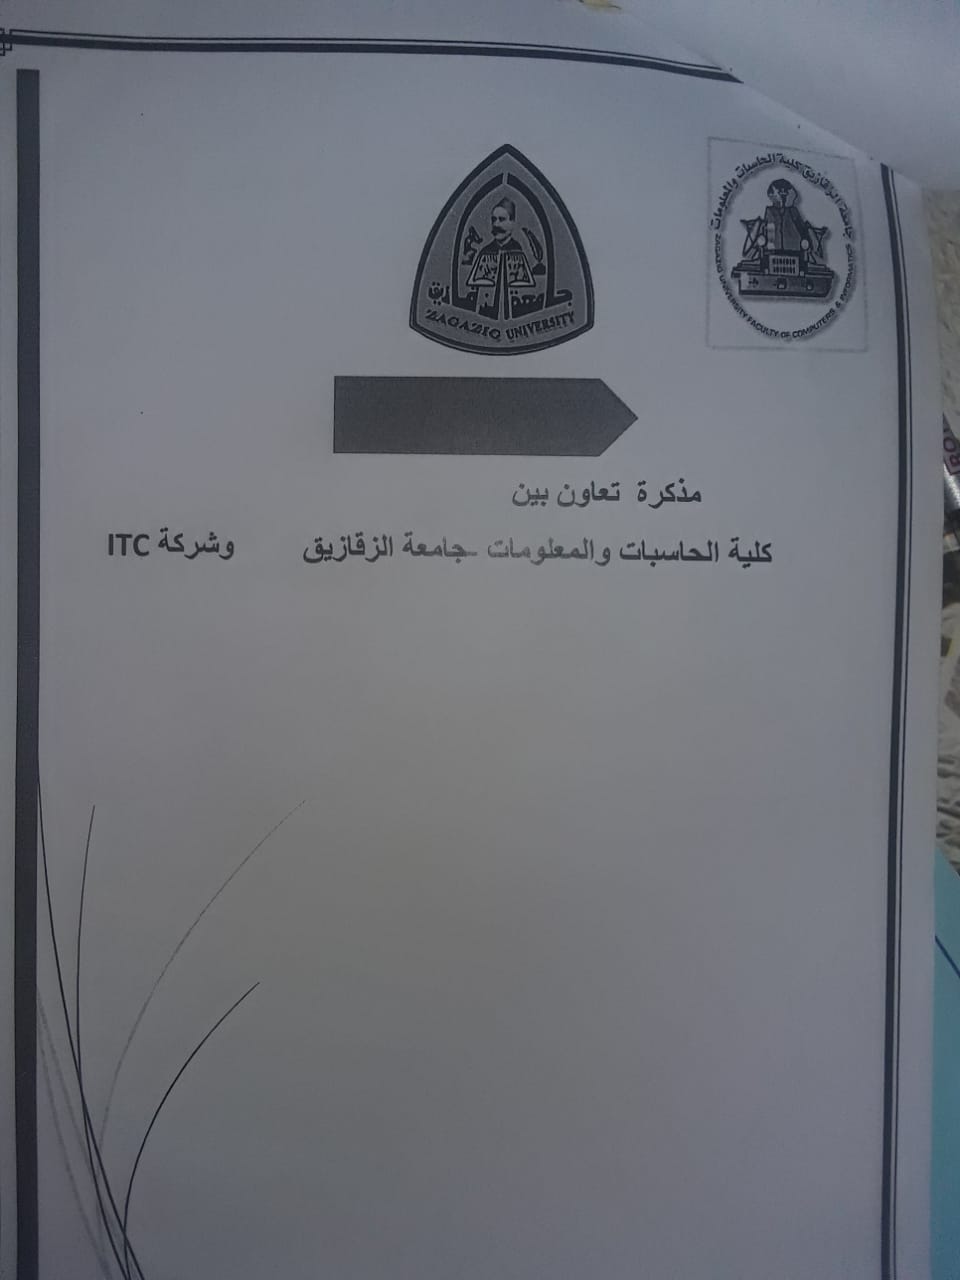 جامعة الزقازيق
ZAGAZIQ UNIVERSITY
جامعة الزقازيق كلية الحاسبات والمعلومات
ZAGAZIG UNIVERSITY FACULTY OF COMPUTERS & INFORMATICS
مذكرة تعاون بين
كلية الحاسبات والمعلومات -جامعة الزقازيق وشركة ITC